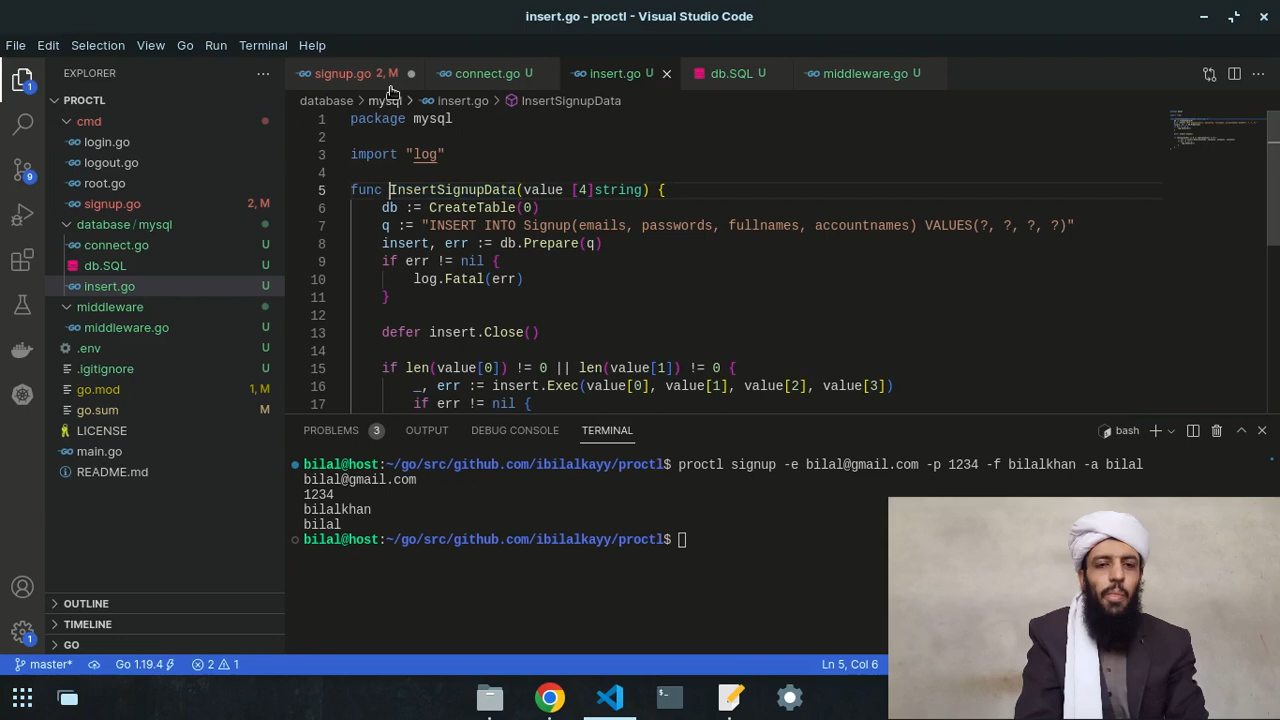 insert.go - proctl - Visual Studio Code
File Edit Selection View Go Run Terminal Help
EXPLORER
signup.go 2, M
connect.go U
insert.go U
db.SQL U
middleware.go U
PROCTL
cmd
login.go
logout.go
root.go
signup.go 2, M
database/mysql
connect.go U
db.SQL U
insert.go U
middleware
middleware.go U
.env U
.gitignore U
go.mod 1, M
go.sum M
LICENSE
main.go
README.md
OUTLINE
TIMELINE
GO
1
9
1
database > mysql > insert.go > InsertSignupData
1 package mysql
2
3 import "log"
4
5 func InsertSignupData(value [4]string) {
6 db := CreateTable(0)
7 q := "INSERT INTO Signup(emails, passwords, fullnames, accountnames) VALUES(?, ?, ?, ?)"
8 insert, err := db.Prepare(q)
9 if err != nil {
10 log.Fatal(err)
11 }
12
13 defer insert.Close()
14
15 if len(value[0]) != 0 || len(value[1]) != 0 {
16 _, err := insert.Exec(value[0], value[1], value[2], value[3])
17 if err != nil {
PROBLEMS 3 OUTPUT DEBUG CONSOLE TERMINAL
bash
bilal@host:~/go/src/github.com/ibilalkayy/proctl$ proctl signup -e bilal@gmail.com -p 1234 -f bilalkhan -a bilal
bilal@gmail.com
1234
bilalkhan
bilal
bilal@host:~/go/src/github.com/ibilalkayy/proctl$
master* Go 1.19.4 2 1 Ln 5, Col 6